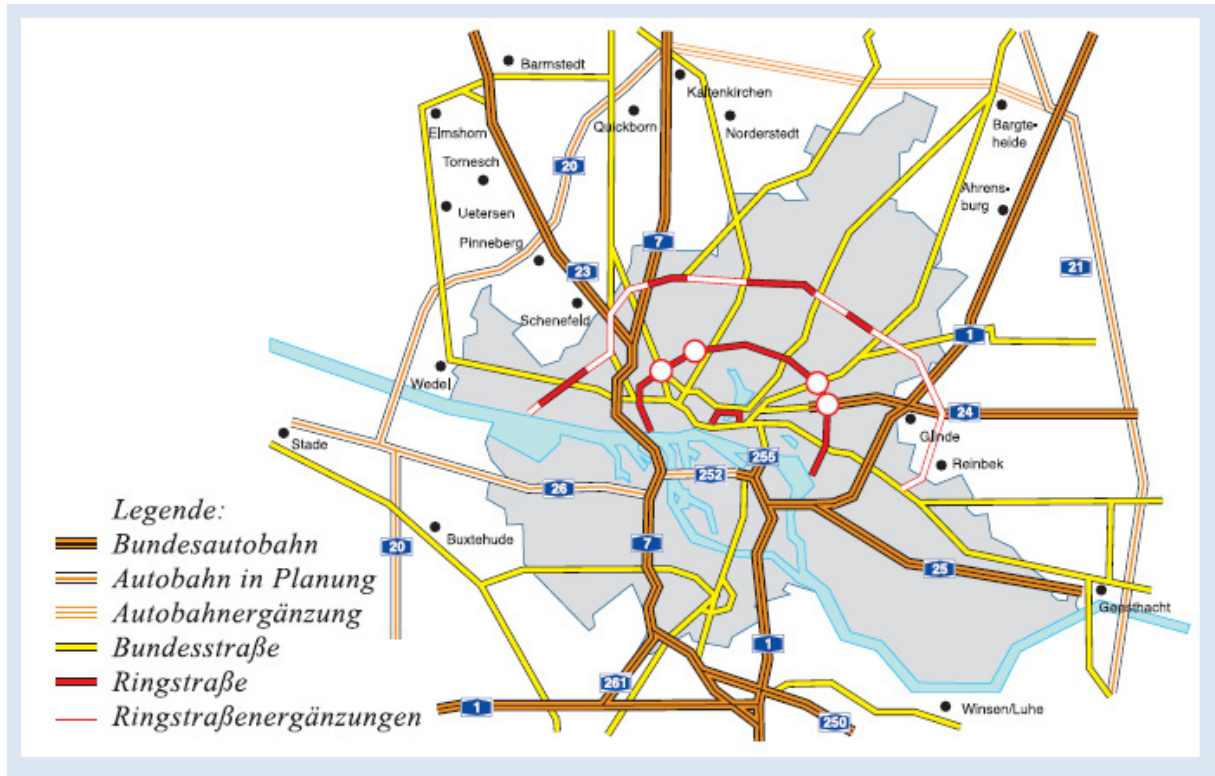 Barmstedt
Kaltenkirchen
Elmshorn
Quickborn
Norderstedt
Bargte-
heide
Tornesch
20
Ahrens-
burg
Uetersen
Pinneberg
7
23
21
Schenefeld
1
Wedel
24
Stade
Glinde
255
Reinbek
252
26
Legende:
Bundesautobahn
Buxtehude
7
20
25
Autobahn in Planung
Geesthacht
Autobahnergänzung
Bundesstraße
1
Ringstraße
261
Ringstraßenergänzungen
1
Winsen/Luhe
250